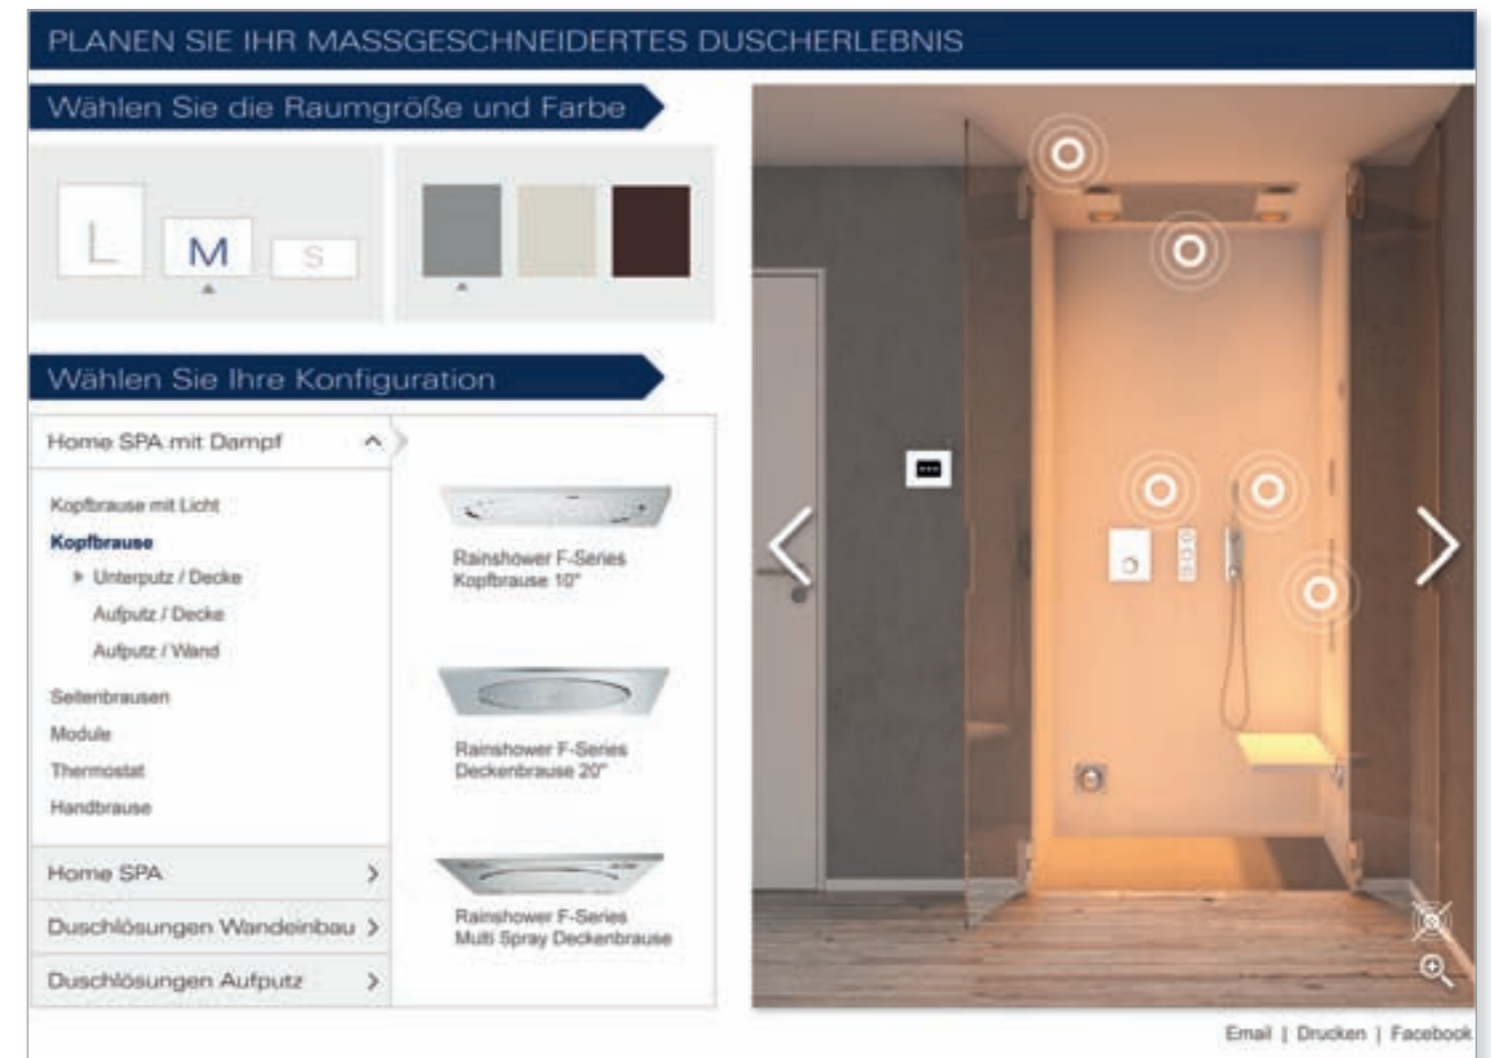 PLANEN SIE IHR MASSGESCHNEIDERTES DUSCHERLEBNIS
Wählen Sie die Raumgröße und Farbe
L
M
S
Wählen Sie Ihre Konfiguration
Home SPA mit Dampf
Kopfbrause mit Licht
Kopfbrause
Unterputz / Decke
Aufputz / Decke
Aufputz / Wand
Seitenbrausen
Module
Thermostat
Handbrause
Home SPA
Duschlösungen Wandeinbau
Duschlösungen Aufputz
Rainshower F-Series
Kopfbrause 10"
Rainshower F-Series
Deckenbrause 20"
Rainshower F-Series
Multi Spray Deckenbrause
Email | Drucken | Facebook